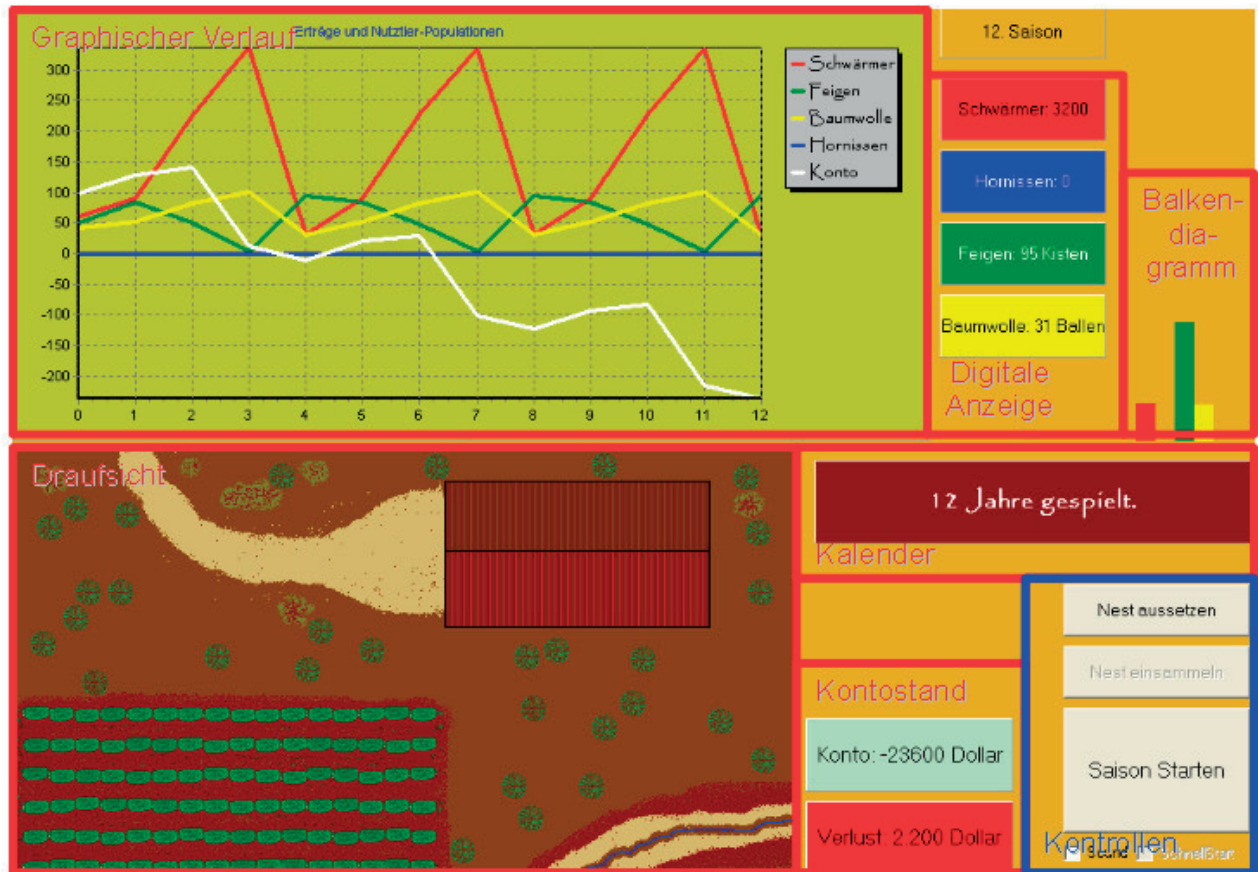 Graphischer Verlauf
Erträge und Nutztier-Populationen
300
250
200
150
100
50
0
-50
-100
-150
-200
0 1 2 3 4 5 6 7 8 9 10 11 12
Schwärmer
Feigen
Baumwolle
Hornissen
Konto
12. Saison
Schwärmer: 3200
Hornissen: 0
Feigen: 95 Kisten
Baumwolle: 31 Ballen
Digitale
Anzeige
Balken-
dia-
gramm
Draufsicht
12 Jahre gespielt.
Kalender
Kontostand
Konto: -23600 Dollar
Verlust: 2.200 Dollar
Nest aussetzen
Nest einsammeln
Saison Starten
Kontrollen
Sound
SchnellStart